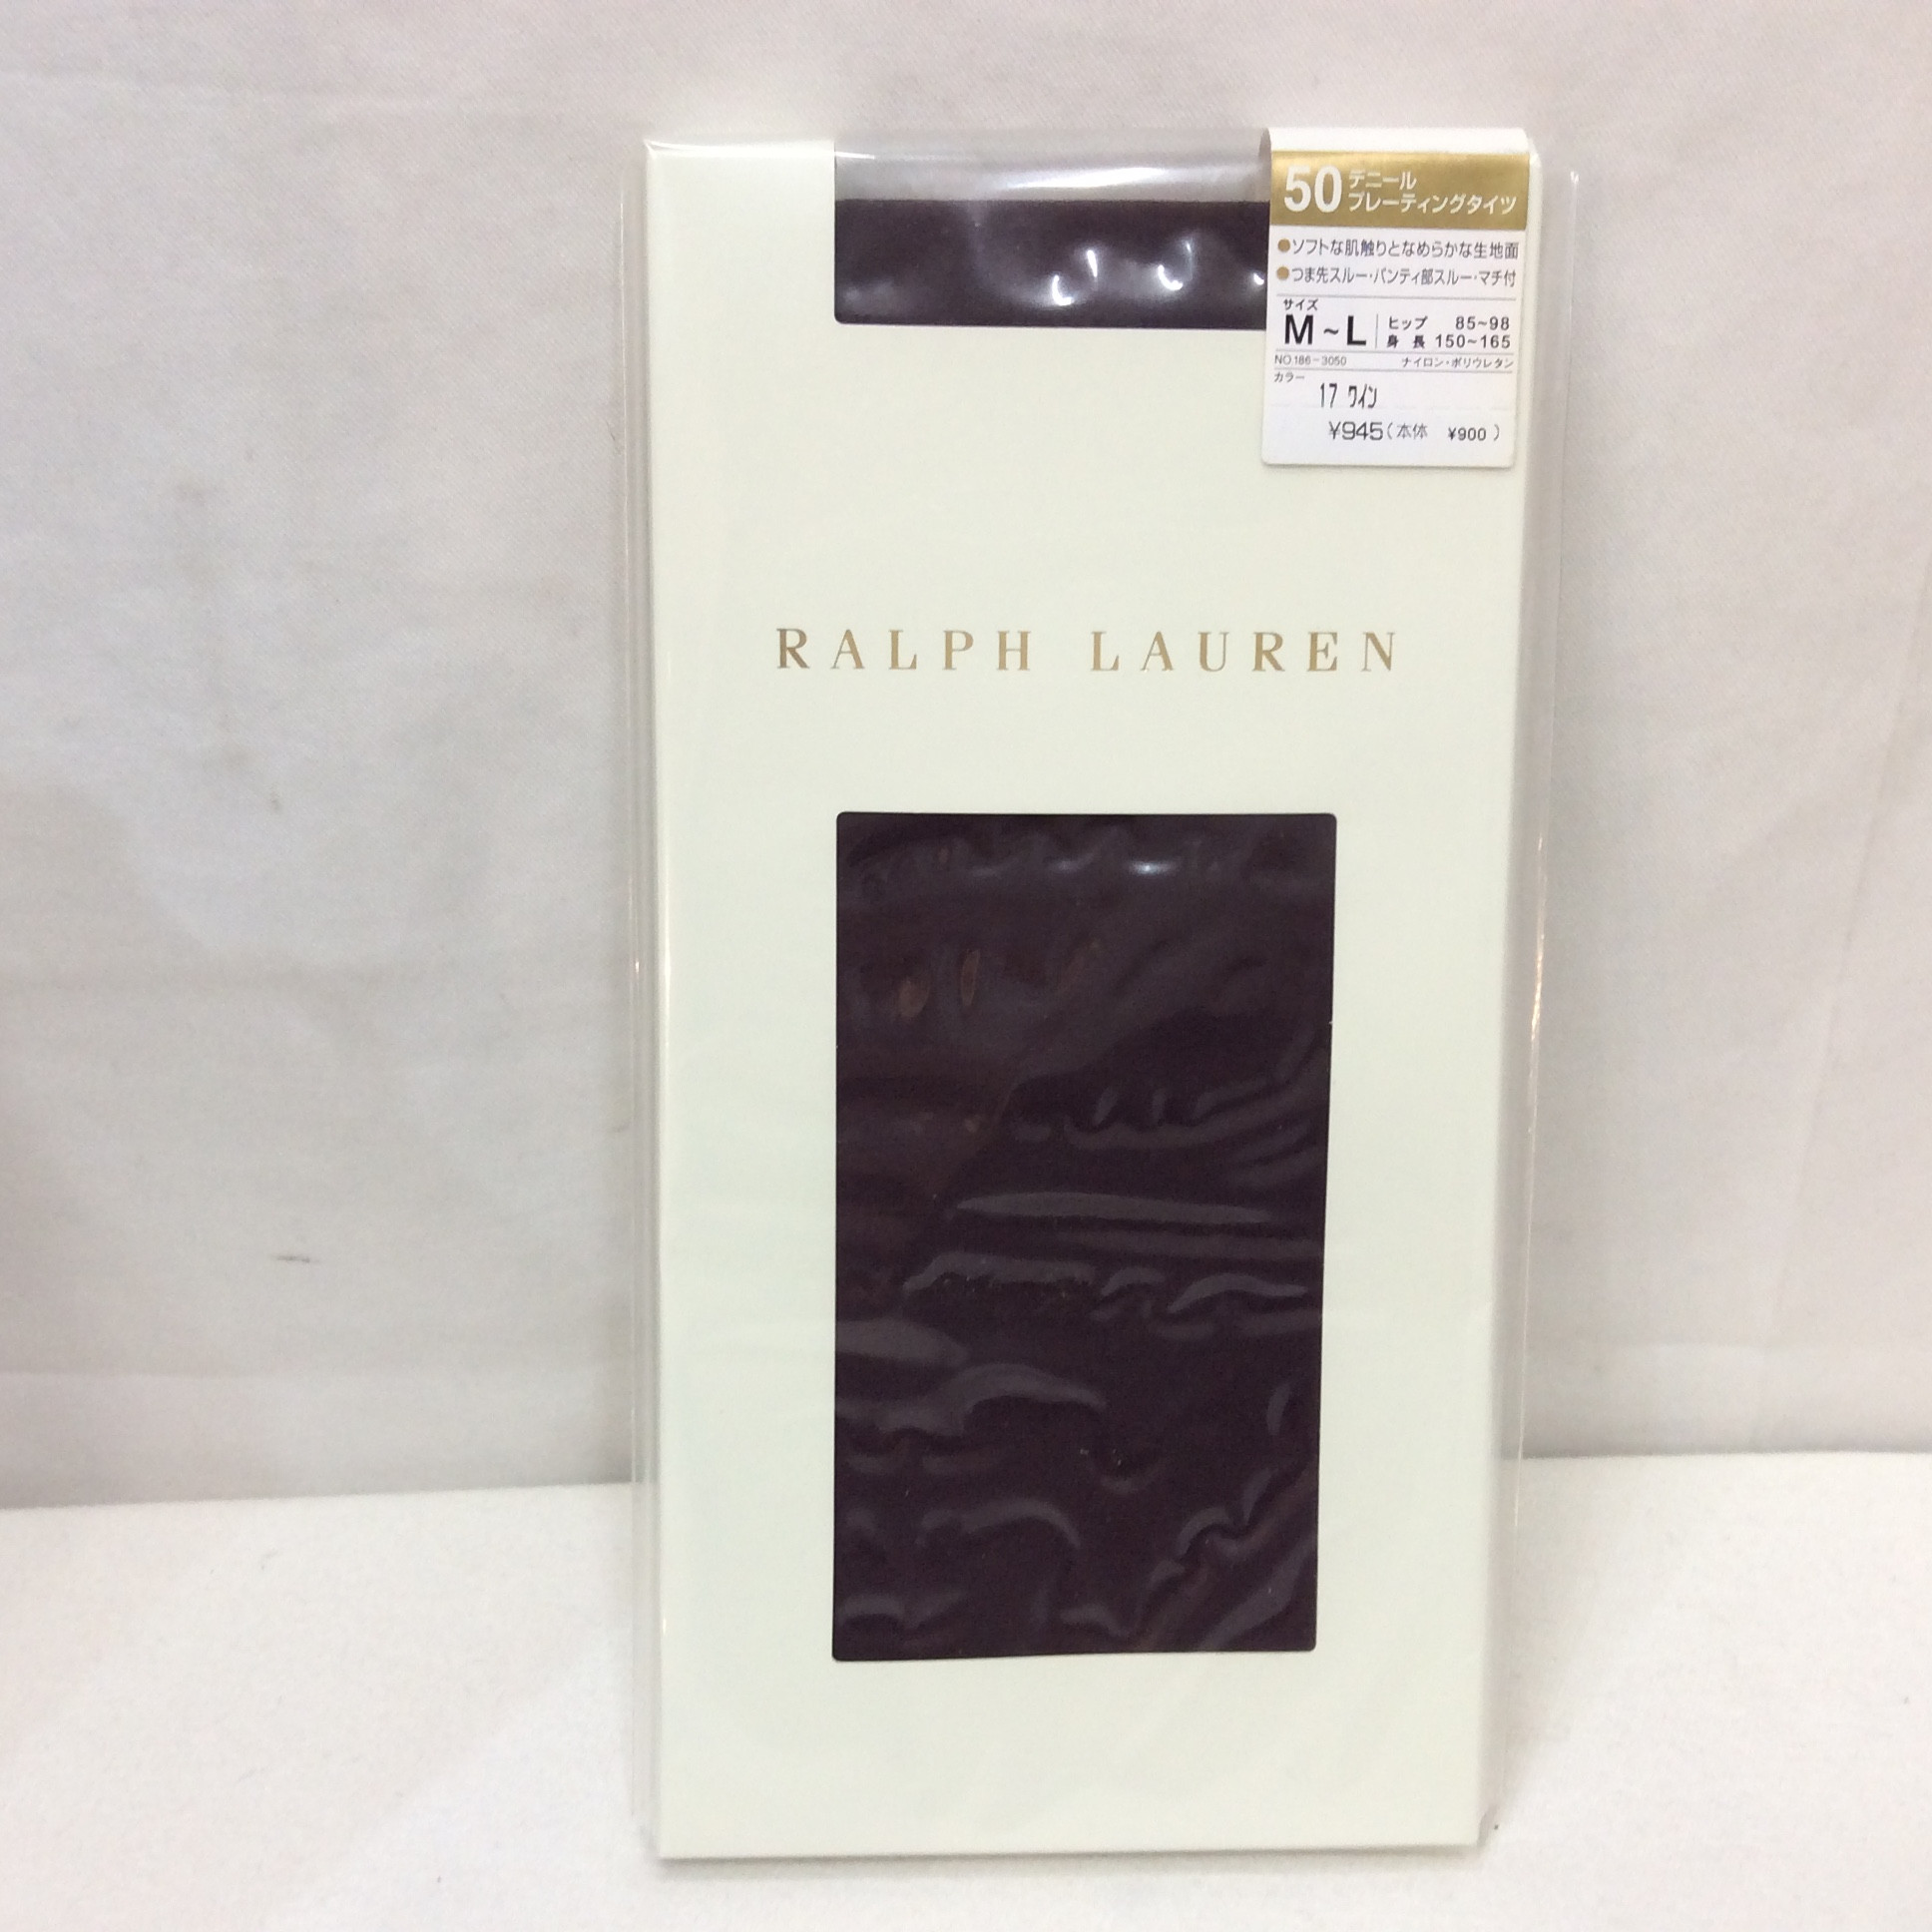 50 デニール
プレーティングタイツ
●ソフトな肌触りとなめらかな生地面
●つま先スルー・パンティ部スルー・マチ付
サイズ
M~L
ヒップ 85~98
身長 150~165
NO.186-3050 ナイロン・ポリウレタン
カラー
17 ワイン
¥945(本体 ¥900)
RALPH LAUREN